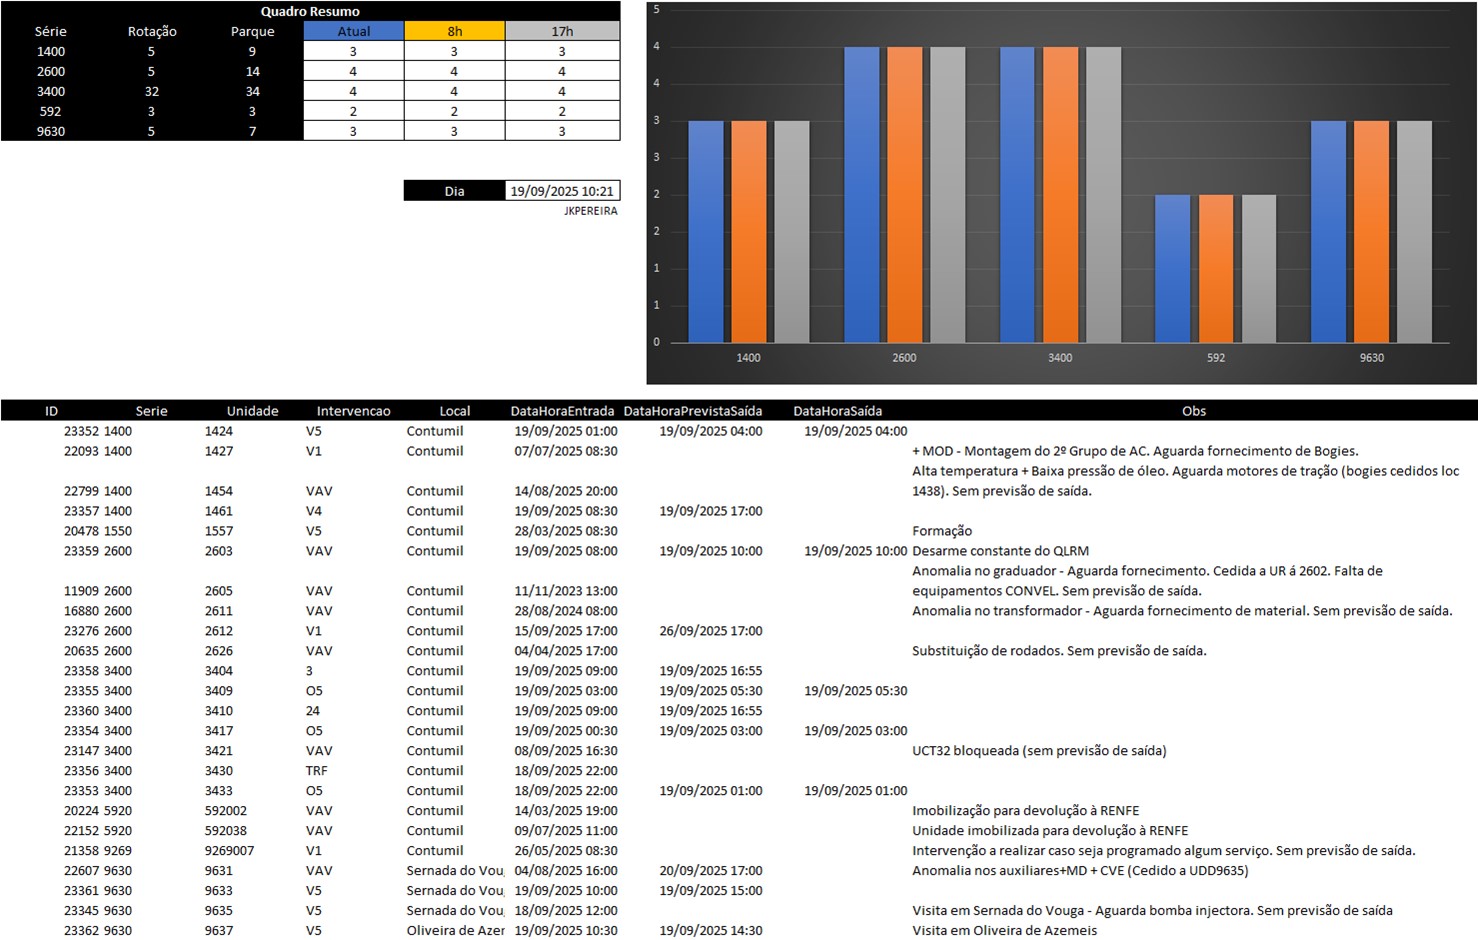 Quadro Resumo
Série Rotação Parque Atual 8h 17h
1400 5 9 3 3 3
2600 5 14 4 4 4
3400 32 34 4 4 4
592 3 3 2 2 2
9630 5 7 3 3 3
Dia 19/09/2025 10:21
JKPEREIRA
5
4
4
3
3
2
2
1
1
0
1400 2600 3400 592 9630
ID Serie Unidade Intervencao Local DataHoraEntrada DataHoraPrevistaSaída DataHoraSaída Obs
23352 1400 1424 V5 Contumil 19/09/2025 01:00 19/09/2025 04:00 19/09/2025 04:00
22093 1400 1427 V1 Contumil 07/07/2025 08:30 + MOD - Montagem do 2º Grupo de AC. Aguarda fornecimento de Bogies.
Alta temperatura + Baixa pressão de óleo. Aguarda motores de tração (bogies cedidos loc
22799 1400 1454 VAV Contumil 14/08/2025 20:00 1438). Sem previsão de saída.
23357 1400 1461 V4 Contumil 19/09/2025 08:30 19/09/2025 17:00
20478 1550 1557 V5 Contumil 28/03/2025 08:30 Formação
23359 2600 2603 VAV Contumil 19/09/2025 08:00 19/09/2025 10:00 19/09/2025 10:00 Desarme constante do QLRM
Anomalia no graduador - Aguarda fornecimento. Cedida a UR á 2602. Falta de
11909 2600 2605 VAV Contumil 11/11/2023 13:00 equipamentos CONVEL. Sem previsão de saída.
16880 2600 2611 VAV Contumil 28/08/2024 08:00 Anomalia no transformador - Aguarda fornecimento de material. Sem previsão de saída.
23276 2600 2612 V1 Contumil 15/09/2025 17:00 26/09/2025 17:00
20635 2600 2626 VAV Contumil 04/04/2025 17:00 Substituição de rodados. Sem previsão de saída.
23358 3400 3404 3 Contumil 19/09/2025 09:00 19/09/2025 16:55
23355 3400 3409 O5 Contumil 19/09/2025 03:00 19/09/2025 05:30 19/09/2025 05:30
23360 3400 3410 24 Contumil 19/09/2025 09:00 19/09/2025 16:55
23354 3400 3417 O5 Contumil 19/09/2025 00:30 19/09/2025 03:00 19/09/2025 03:00
23147 3400 3421 VAV Contumil 08/09/2025 16:30 UCT32 bloqueada (sem previsão de saída)
23356 3400 3430 TRF Contumil 18/09/2025 22:00
23353 3400 3433 O5 Contumil 18/09/2025 22:00 19/09/2025 01:00 19/09/2025 01:00
20224 5920 592002 VAV Contumil 14/03/2025 19:00 Imobilização para devolução à RENFE
22152 5920 592038 VAV Contumil 09/07/2025 11:00 Unidade imobilizada para devolução à RENFE
21358 9269 9269007 V1 Contumil 26/05/2025 08:30 Intervenção a realizar caso seja programado algum serviço. Sem previsão de saída.
22607 9630 9631 VAV Sernada do Vou 04/08/2025 16:00 20/09/2025 17:00 Anomalia nos auxiliares+MD + CVE (Cedido a UDD9635)
23361 9630 9633 V5 Sernada do Vou 19/09/2025 10:00 19/09/2025 15:00
23345 9630 9635 V5 Sernada do Vou 18/09/2025 12:00 Visita em Sernada do Vouga - Aguarda bomba injectora. Sem previsão de saída
23362 9630 9637 V5 Oliveira de Azer 19/09/2025 10:30 19/09/2025 14:30 Visita em Oliveira de Azemeis